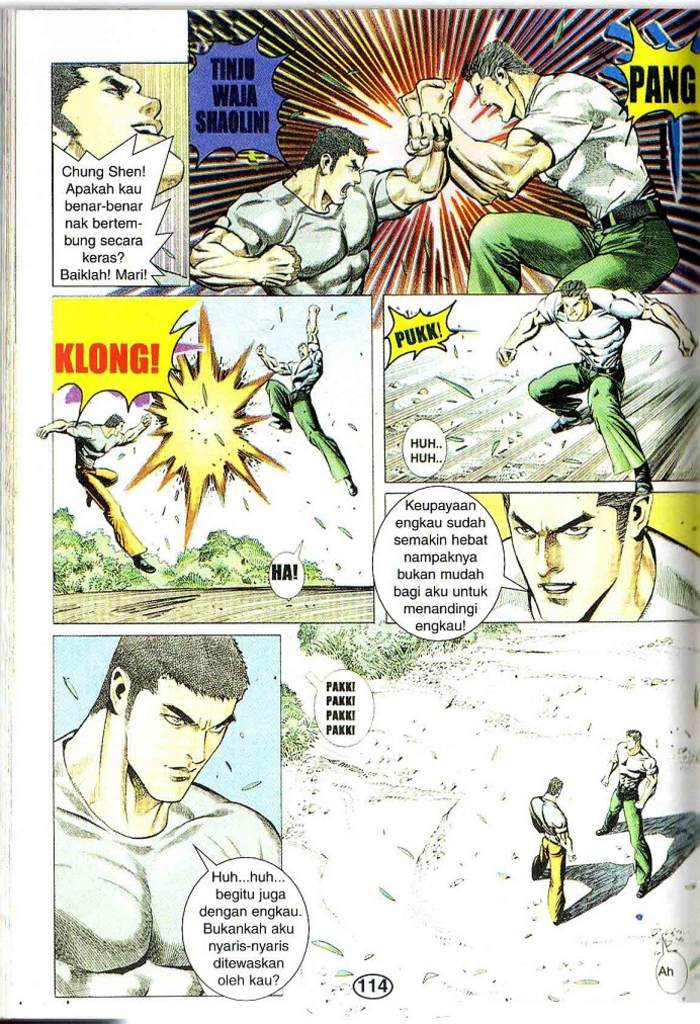 Chung Shen!
Apakah kau
benar-benar
nak bertem-
bung secara
keras?
Baiklah! Mari!
TINJU
WAJA
SHAOLIN!
PANG
KLONG!
HA!
PUKK!
HUH..
HUH..
Keupayaan
engkau sudah
semakin hebat
nampaknya
bukan mudah
bagi aku untuk
menandingi
engkau!
Huh...huh...
begitu juga
dengan engkau.
Bukankah aku
nyaris-nyaris
ditewaskan
oleh kau?
PAKK!
PAKK!
PAKK!
PAKK!
Ah
114